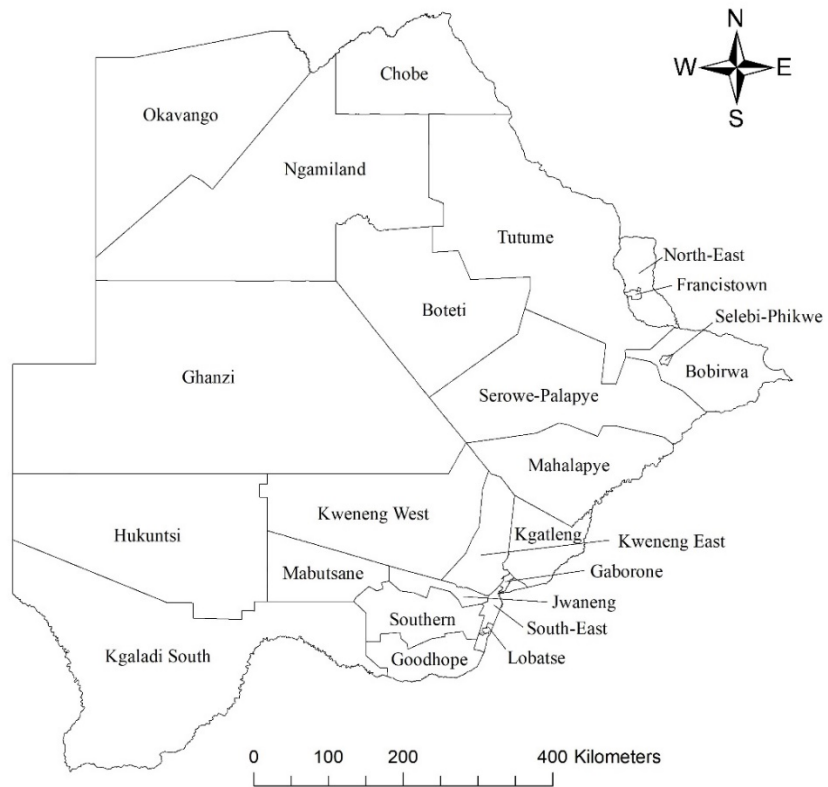 N
Chobe
W E
Okavango
S
Ngamiland
Tutume
North-East
Francistown
Boteti
Selebi-Phikwe
Ghanzi
Bobirwa
Serowe-Palapye
Mahalapye
Kweneng West
Kgatleng
Hukuntsi
Kweneng East
Mabutsane
Gaborone
Jwaneng
Southern
South-East
Kgaladi South
Goodhope
Lobatse
0 100 200 400 Kilometers